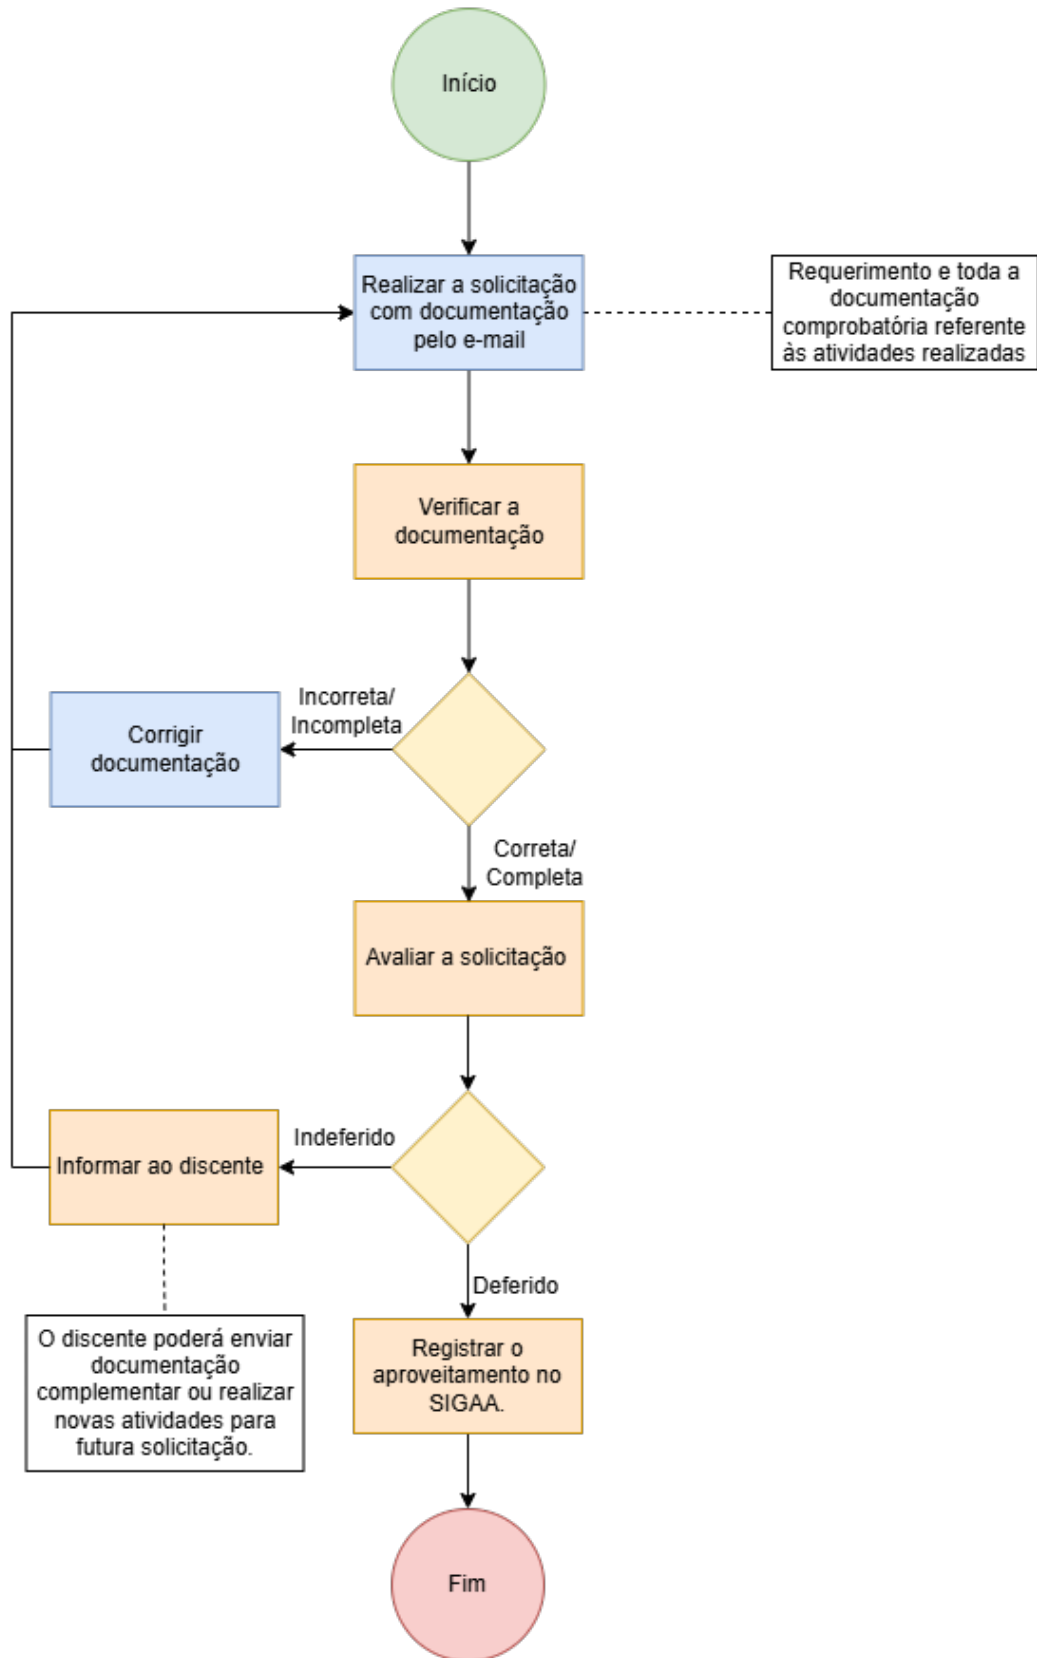 Início
Realizar a solicitação
com documentação
pelo e-mail
Requerimento e toda a
documentação
comprobatória referente
às atividades realizadas
Verificar a
documentação
Incorreta/
Incompleta
Corrigir
documentação
Correta/
Completa
Avaliar a solicitação
Indeferido
Informar ao discente
Deferido
O discente poderá enviar
documentação
complementar ou realizar
novas atividades para
futura solicitação.
Registrar o
aproveitamento no
SIGAA.
Fim